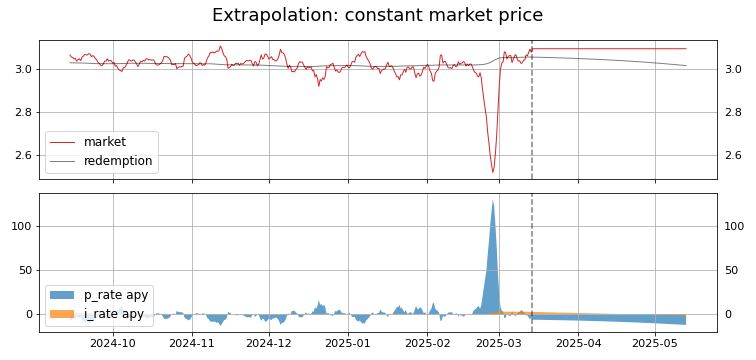 Extrapolation: constant market price
3.0
2.8
2.6
3.0
2.8
2.6
market
redemption
100
50
0
100
50
0
p_rate apy
i_rate apy
2024-10 2024-11 2024-12 2025-01 2025-02 2025-03 2025-04 2025-05